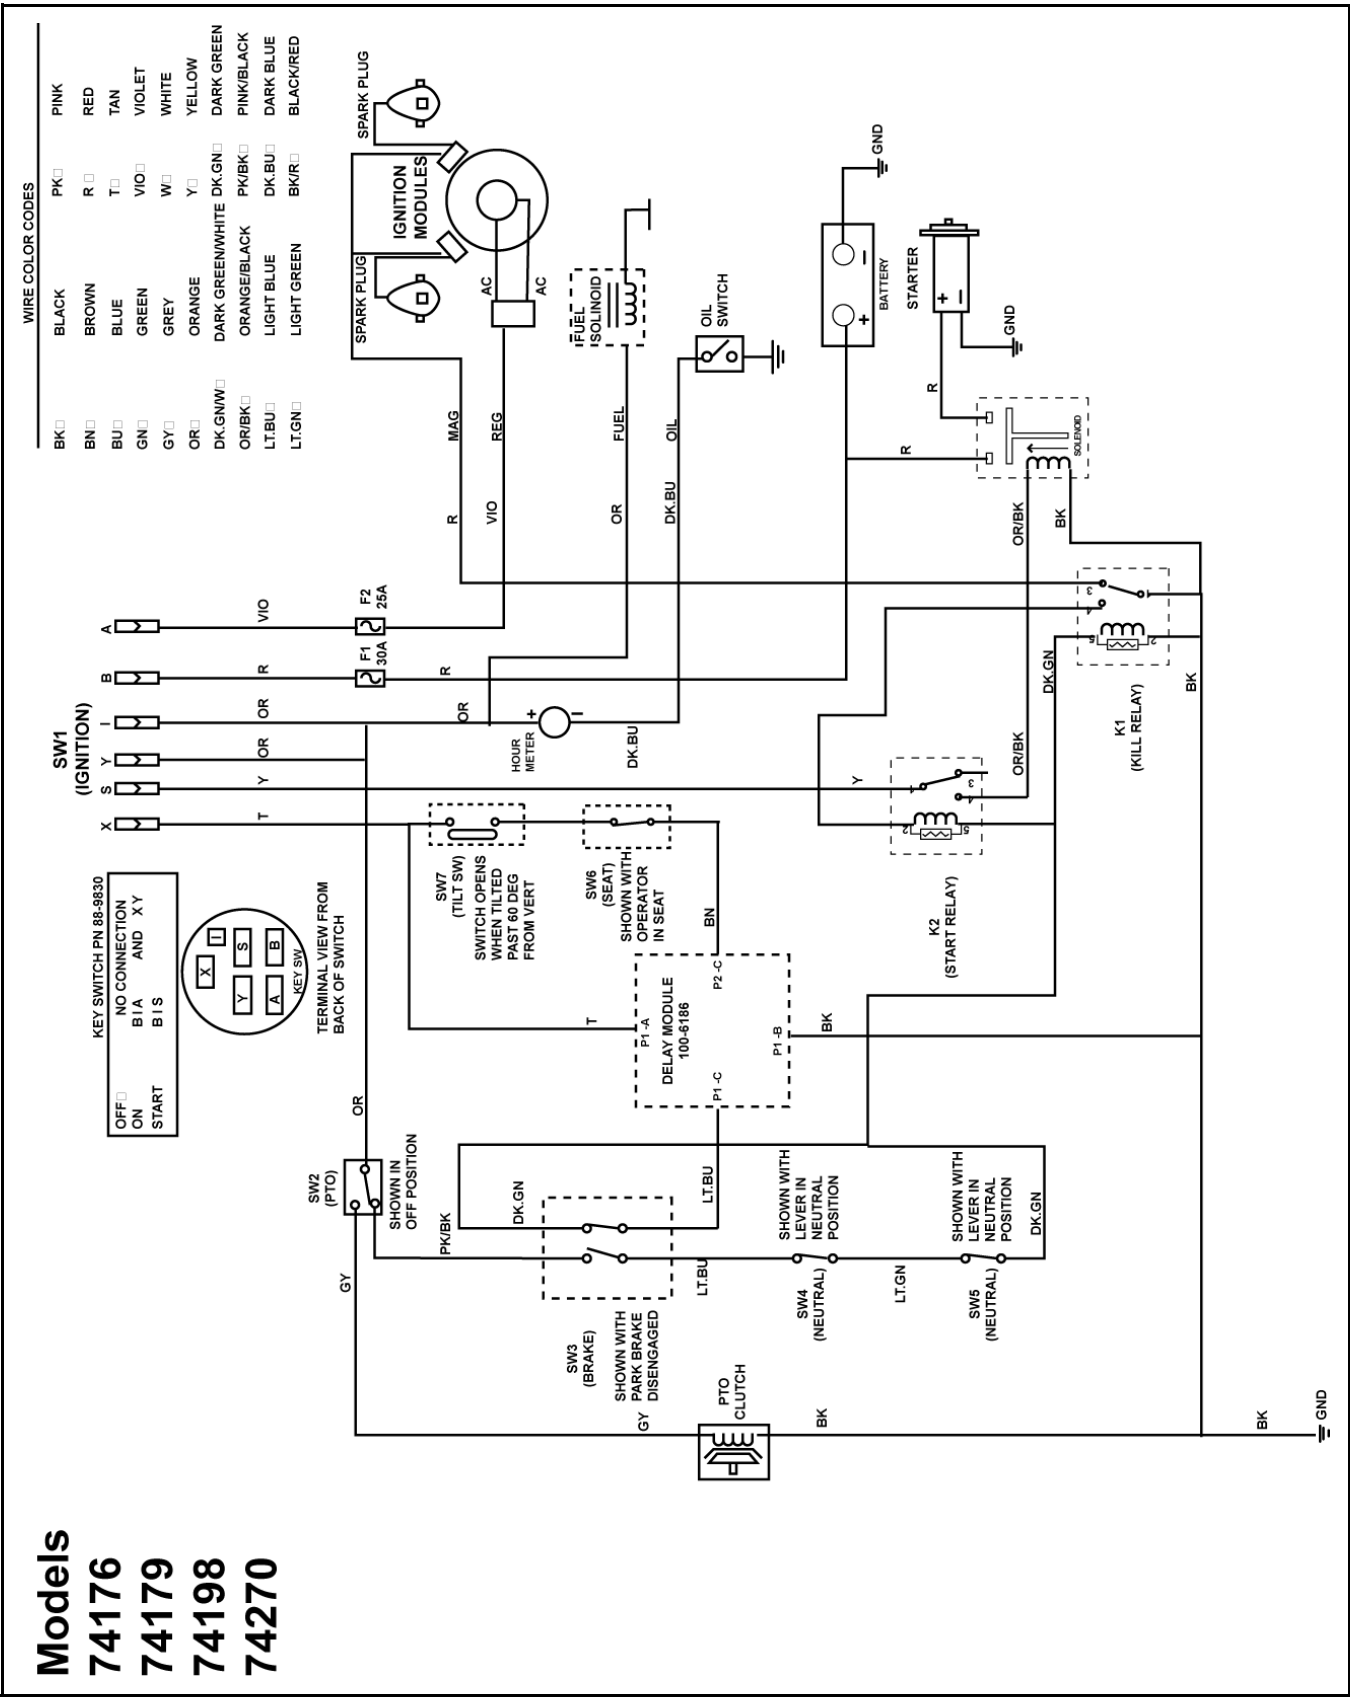 WIRE COLOR CODES
BK□ BLACK PK□ PINK
BN□ BROWN R □ RED
BU□ BLUE T□ TAN
GN□ GREEN VIO□ VIOLET
GY□ GREY W□ WHITE
OR□ ORANGE Y□ YELLOW
DK.GN/W□ DARK GREEN/WHITE DK.GN□ DARK GREEN
OR/BK□ ORANGE/BLACK PK/BK□ PINK/BLACK
LT.BU□ LIGHT BLUE DK.BU□ DARK BLUE
LT.GN□ LIGHT GREEN BK/R□ BLACK/RED
SW1
(IGNITION)
X
S
Y
I
B
A
T
Y
OR
OR
R
VIO
F1
30A
F2
25A
KEY SWITCH PN 88-9830
OFF□ NO CONNECTION
ON B I A AND X Y
START B I S
X
I
Y
S
A
B
KEY SW
TERMINAL VIEW FROM
BACK OF SWITCH
SPARK PLUG
SPARK PLUG
IGNITION
MODULES
AC
AC
MAG
REG
R
VIO
FUEL
SOLINOID
FUEL
OR
OIL
SWITCH
OIL
DK.BU
R
OR
HOUR
METER
+
−
DK.BU
BATTERY
+
−
GND
STARTER
+
−
GND
R
R
SOLENOID
OR/BK
BK
3
4
1
5
2
K1
(KILL RELAY)
DK.GN
BK
Y
1
3
4
2
5
K2
(START RELAY)
OR/BK
SW7
(TILT SW)
SWITCH OPENS
WHEN TILTED
PAST 60 DEG
FROM VERT
SW6
(SEAT)
SHOWN WITH
OPERATOR
IN SEAT
BN
T
P1 -A
P2 -C
DELAY MODULE
100-6186
P1 -C
P1 -B
BK
OR
SW2
(PTO)
SHOWN IN
OFF POSITION
GY
PK/BK
DK.GN
LT.BU
LT.BU
SW3
(BRAKE)
SHOWN WITH
PARK BRAKE
DISENGAGED
SHOWN WITH
LEVER IN
NEUTRAL
POSITION
SW4
(NEUTRAL)
LT.GN
SHOWN WITH
LEVER IN
NEUTRAL
POSITION
SW5
(NEUTRAL)
DK.GN
GY
PTO
CLUTCH
BK
BK
GND
Models
74176
74179
74198
74270